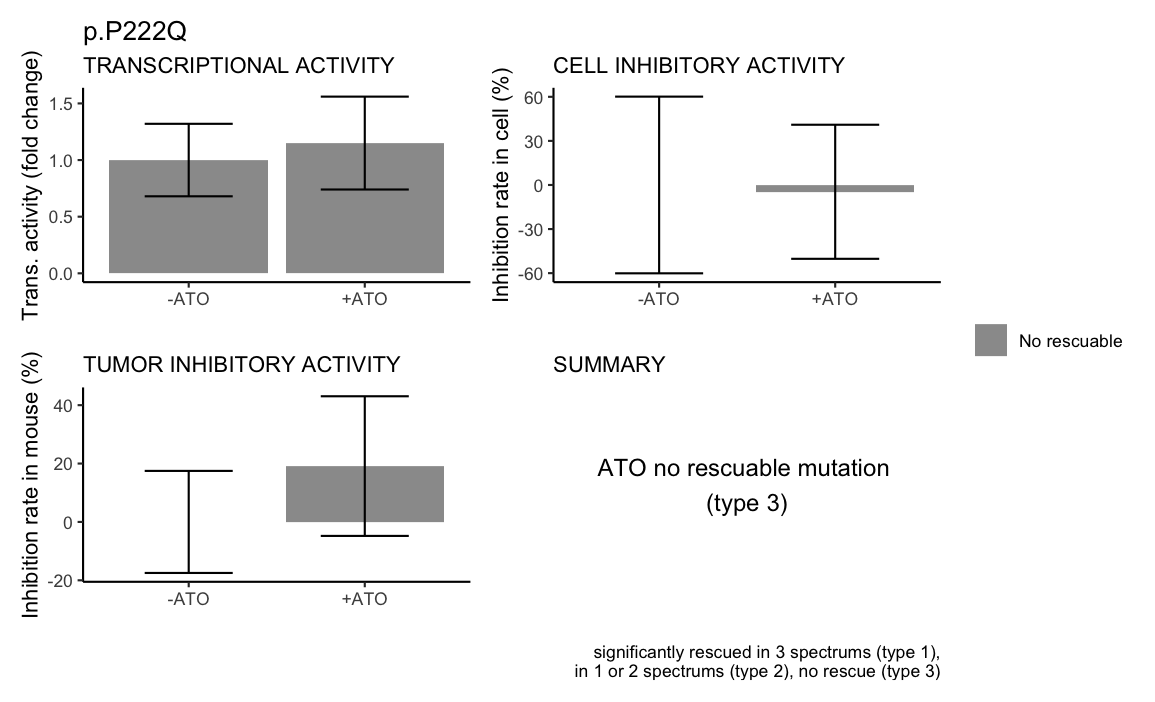 p.P222Q
TRANSCRIPTIONAL ACTIVITY
Trans. activity (fold change)
1.5
1.0
0.5
0.0
-ATO
+ATO
CELL INHIBITORY ACTIVITY
Inhibition rate in cell (%)
60
30
0
-30
-60
-ATO
+ATO
No rescuable
TUMOR INHIBITORY ACTIVITY
Inhibition rate in mouse (%)
40
20
0
-20
-ATO
+ATO
SUMMARY
ATO no rescuable mutation
(type 3)
significantly rescued in 3 spectrums (type 1),
in 1 or 2 spectrums (type 2), no rescue (type 3)